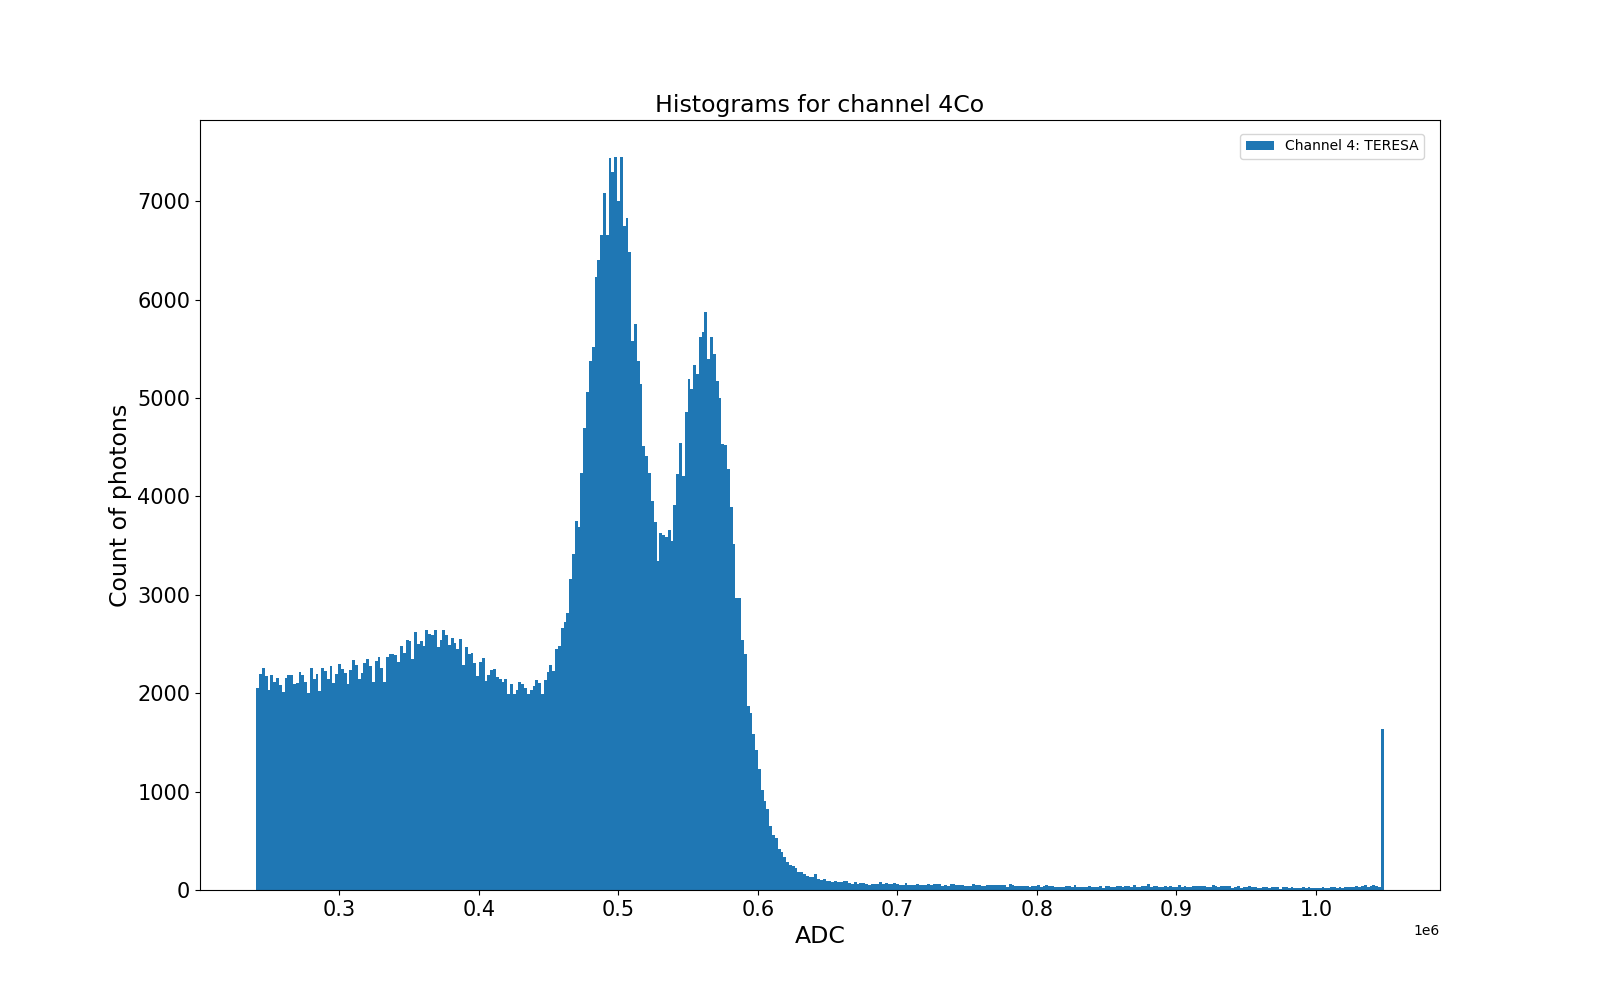 Histograms for channel 4Co
Channel 4: TERESA
Count of photons
7000
6000
5000
4000
3000
2000
1000
0
0.3 0.4 0.5 0.6 0.7 0.8 0.9 1.0
1e6
ADC